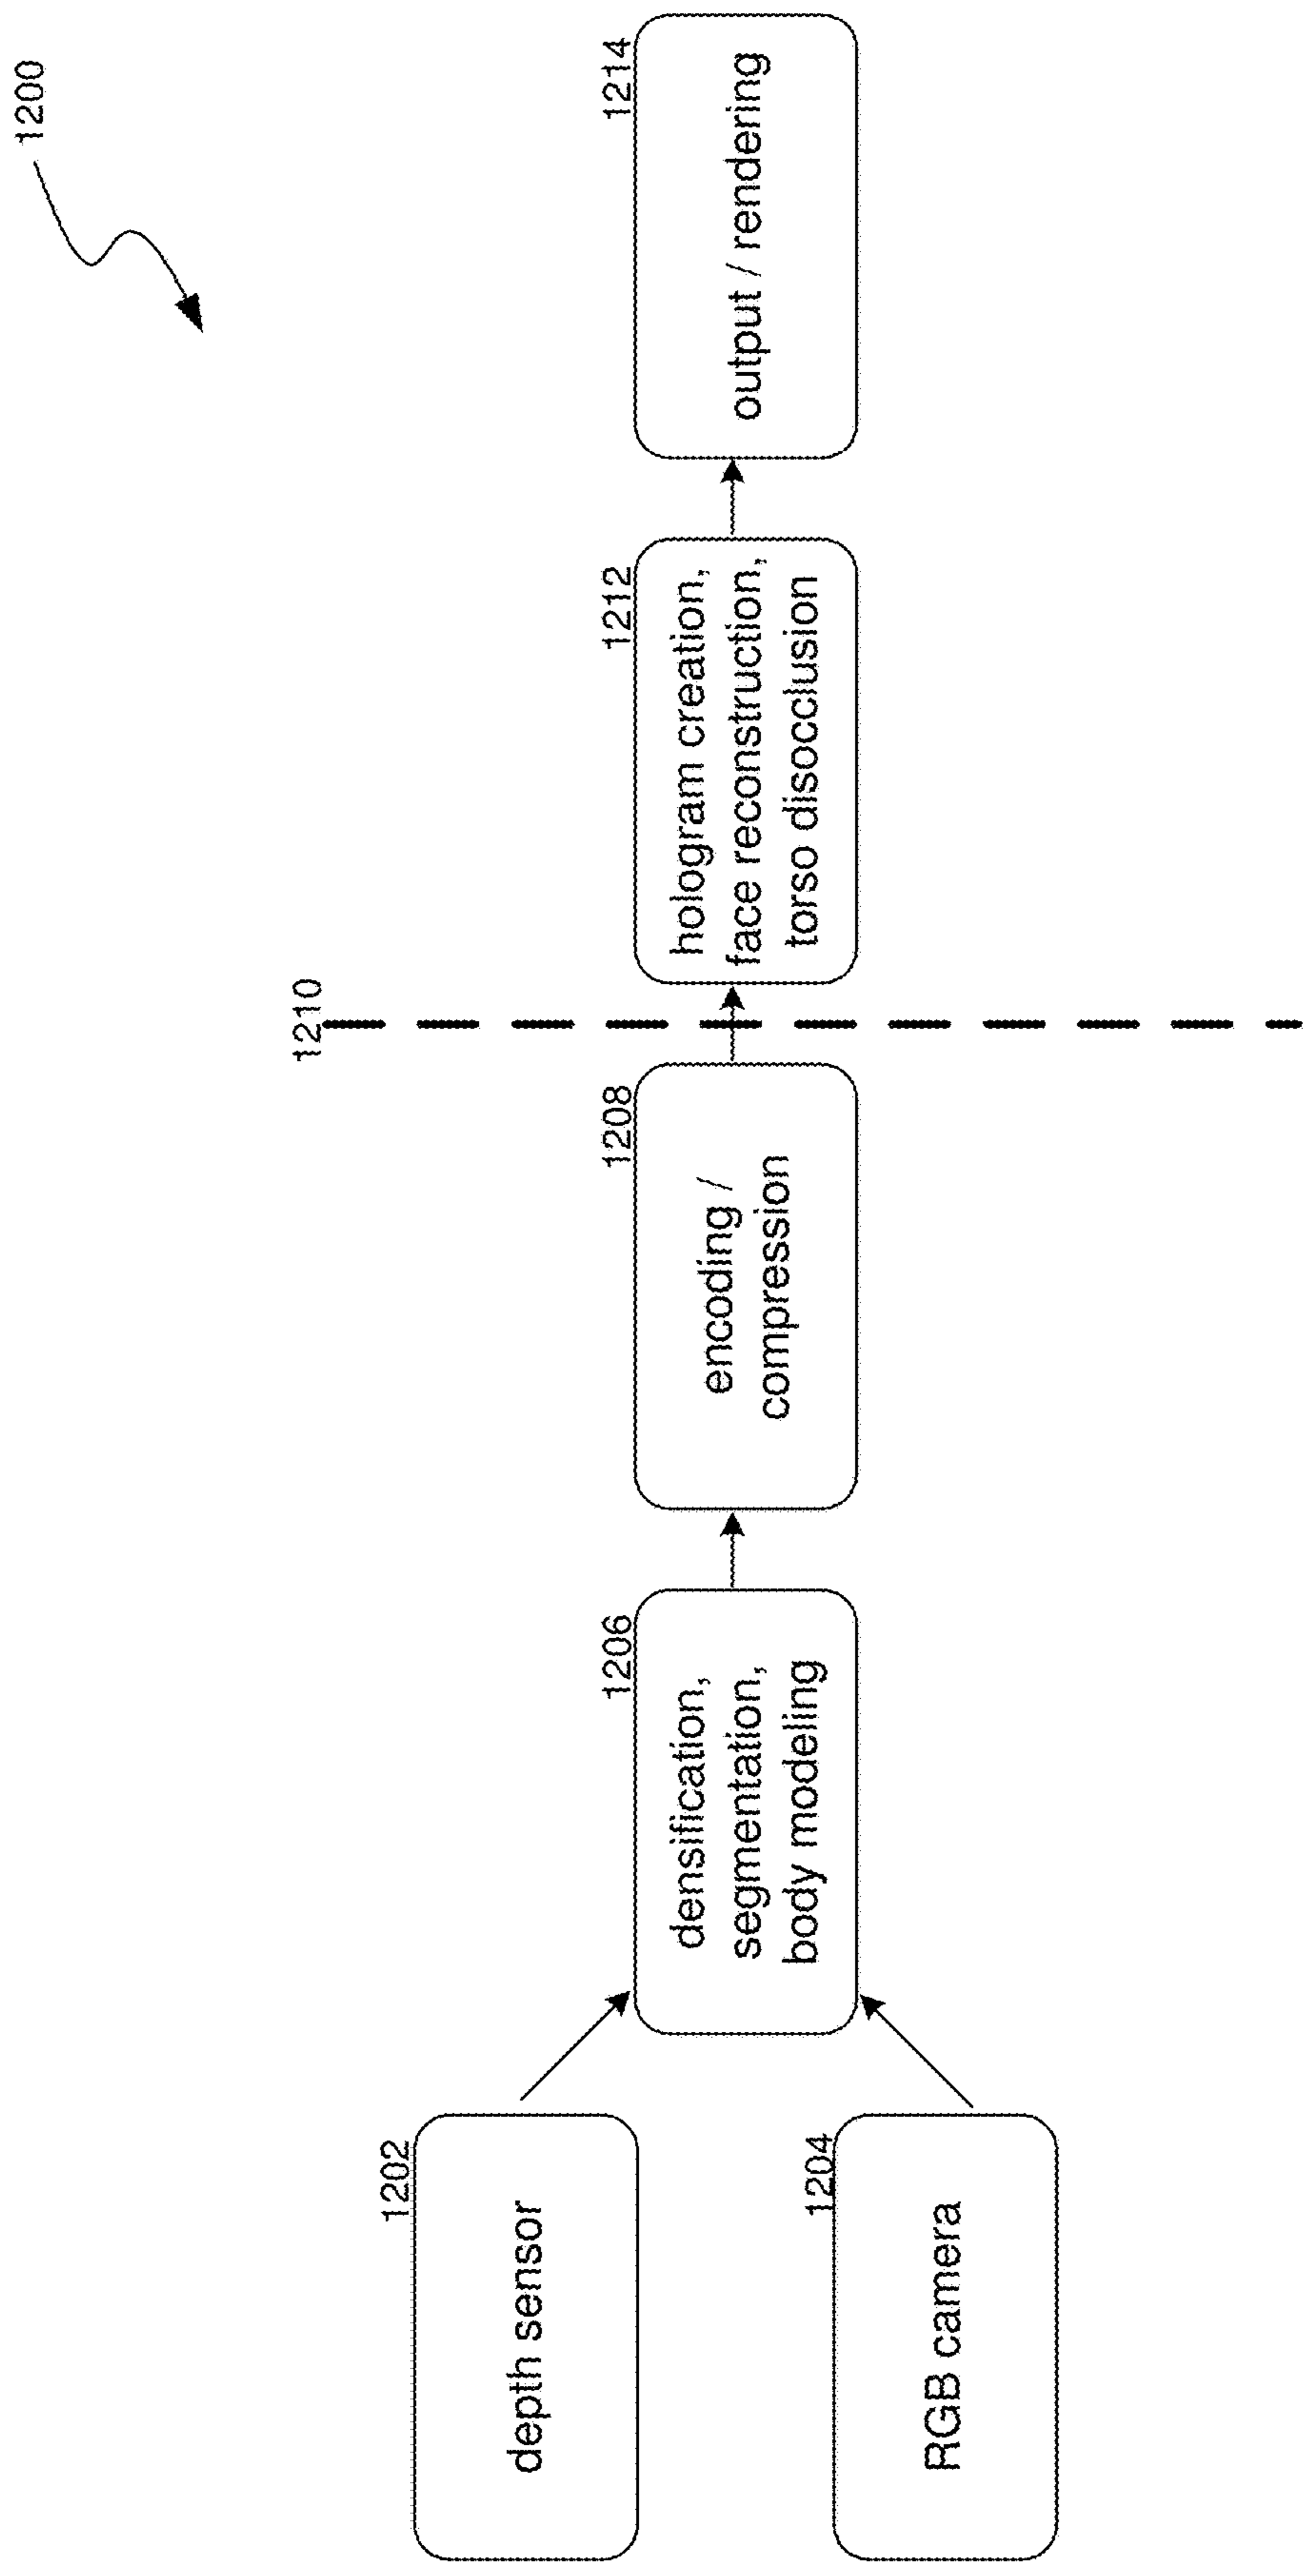 1200
1202
depth sensor
1204
RGB camera
1206
densification,
segmentation,
body modeling
1208
encoding /
compression
1210
1212
hologram creation,
face reconstruction,
torso disocclusion
1214
output / rendering